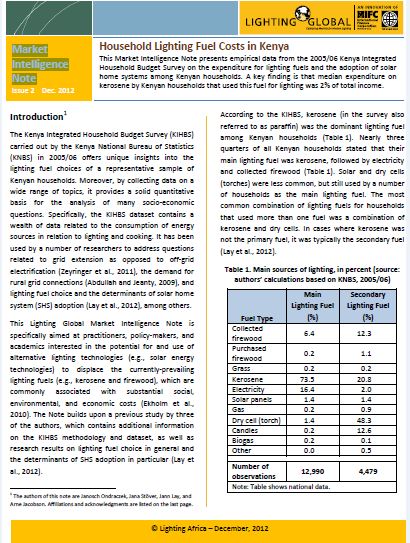 LIGHTING GLOBAL
AN INNOVATION OF
IFC
Market
Intelligence
Note
Issue 2 Dec. 2012
Household Lighting Fuel Costs in Kenya
This Market Intelligence Note presents empirical data from the 2005/06 Kenya Integrated
Household Budget Survey on the expenditure for lighting fuels and the adoption of solar
home systems among Kenyan households. A key finding is that median expenditure on
kerosene by Kenyan households that used this fuel for lighting was 2% of total income.
Introduction1
The Kenya Integrated Household Budget Survey (KIHBS)
carried out by the Kenya National Bureau of Statistics
(KNBS) in 2005/06 offers unique insights into the
lighting fuel choices of a representative sample of
Kenyan households. Moreover, by collecting data on a
wide range of topics, it provides a solid quantitative
basis for the analysis of many socio-economic
questions. Specifically, the KIHBS dataset contains a
wealth of data related to the consumption of energy
sources in relation to lighting and cooking. It has been
used by a number of researchers to address questions
related to grid extension as opposed to off-grid
electrification (Zeyringer et al., 2011), the demand for
rural grid connections (Abdullah and Jeanty, 2009), and
lighting fuel choice and the determinants of solar home
system (SHS) adoption (Lay et al., 2012), among others.
This Lighting Global Market Intelligence Note is
specifically aimed at practitioners, policy-makers, and
academics interested in the potential for and use of
alternative lighting technologies (e.g., solar energy
technologies) to displace the currently-prevailing
lighting fuels (e.g., kerosene and firewood), which are
commonly associated with substantial social,
environmental, and economic costs (Ekholm et al.,
2010). The Note builds upon a previous study by three
of the authors, which contains additional information
on the KIHBS methodology and dataset, as well as
research results on lighting fuel choice in general and
the determinants of SHS adoption in particular (Lay et
al., 2012).
1 The authors of this note are Janosch Ondraczek, Jana Stöver, Jann Lay, and
Arne Jacobson. Affiliations and acknowledgments are listed on the last page.
According to the KIHBS, kerosene (in the survey also
referred to as paraffin) was the dominant lighting fuel
among Kenyan households (Table 1). Nearly three
quarters of all Kenyan households stated that their
main lighting fuel was kerosene, followed by electricity
and collected firewood (Table 1). Solar and dry cells
(torches) were less common, but still used by a number
of households as the main lighting fuel. The most
common combination of lighting fuels for households
that used more than one fuel was a combination of
kerosene and dry cells. In cases where kerosene was
not the primary fuel, it was typically the secondary fuel
(Lay et al., 2012).
Table 1. Main sources of lighting, in percent (source:
authors' calculations based on KNBS, 2005/06)
Fuel Type Main Lighting Fuel (%) Secondary Lighting Fuel (%)
Collected firewood 6.4 12.3
Purchased firewood 0.2 1.1
Grass 0.2 0.2
Kerosene 73.5 20.8
Electricity 16.4 2.0
Solar panels 1.4 1.4
Gas 0.2 0.9
Dry cell (torch) 1.4 48.3
Candles 0.2 12.6
Biogas 0.2 0.1
Other 0.0 0.5
Number of observations 12,990 4,479
Note: Table shows national data.
© Lighting Africa – December, 2012